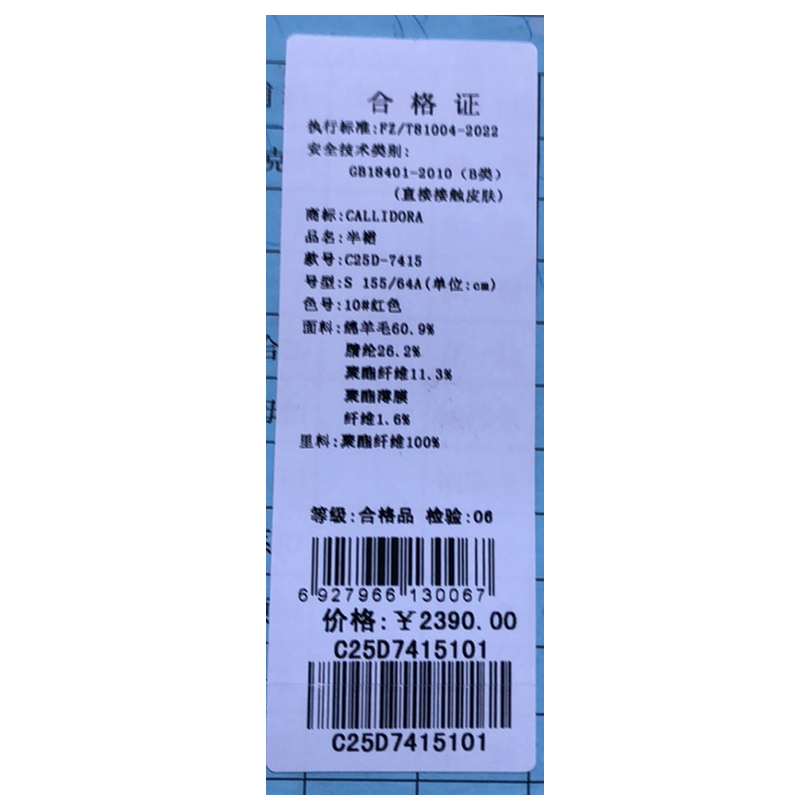 合格证
执行标准:FZ/T81004-2022
安全技术类别:
GB18401-2010（B类）
(直接接触皮肤)
商标:CALLIDORA
品名:半裙
款号:C25D-7415
号型:S 155/64A(单位:cm)
色号:10#红色
面料:绵羊毛60.9%
腈纶26.2%
聚酯纤维11.3%
聚酯薄膜
纤维1.6%
里料:聚酯纤维100%
等级:合格品 检验:06
6 927966 130067
价格:￥2390.00
C25D7415101
C25D7415101